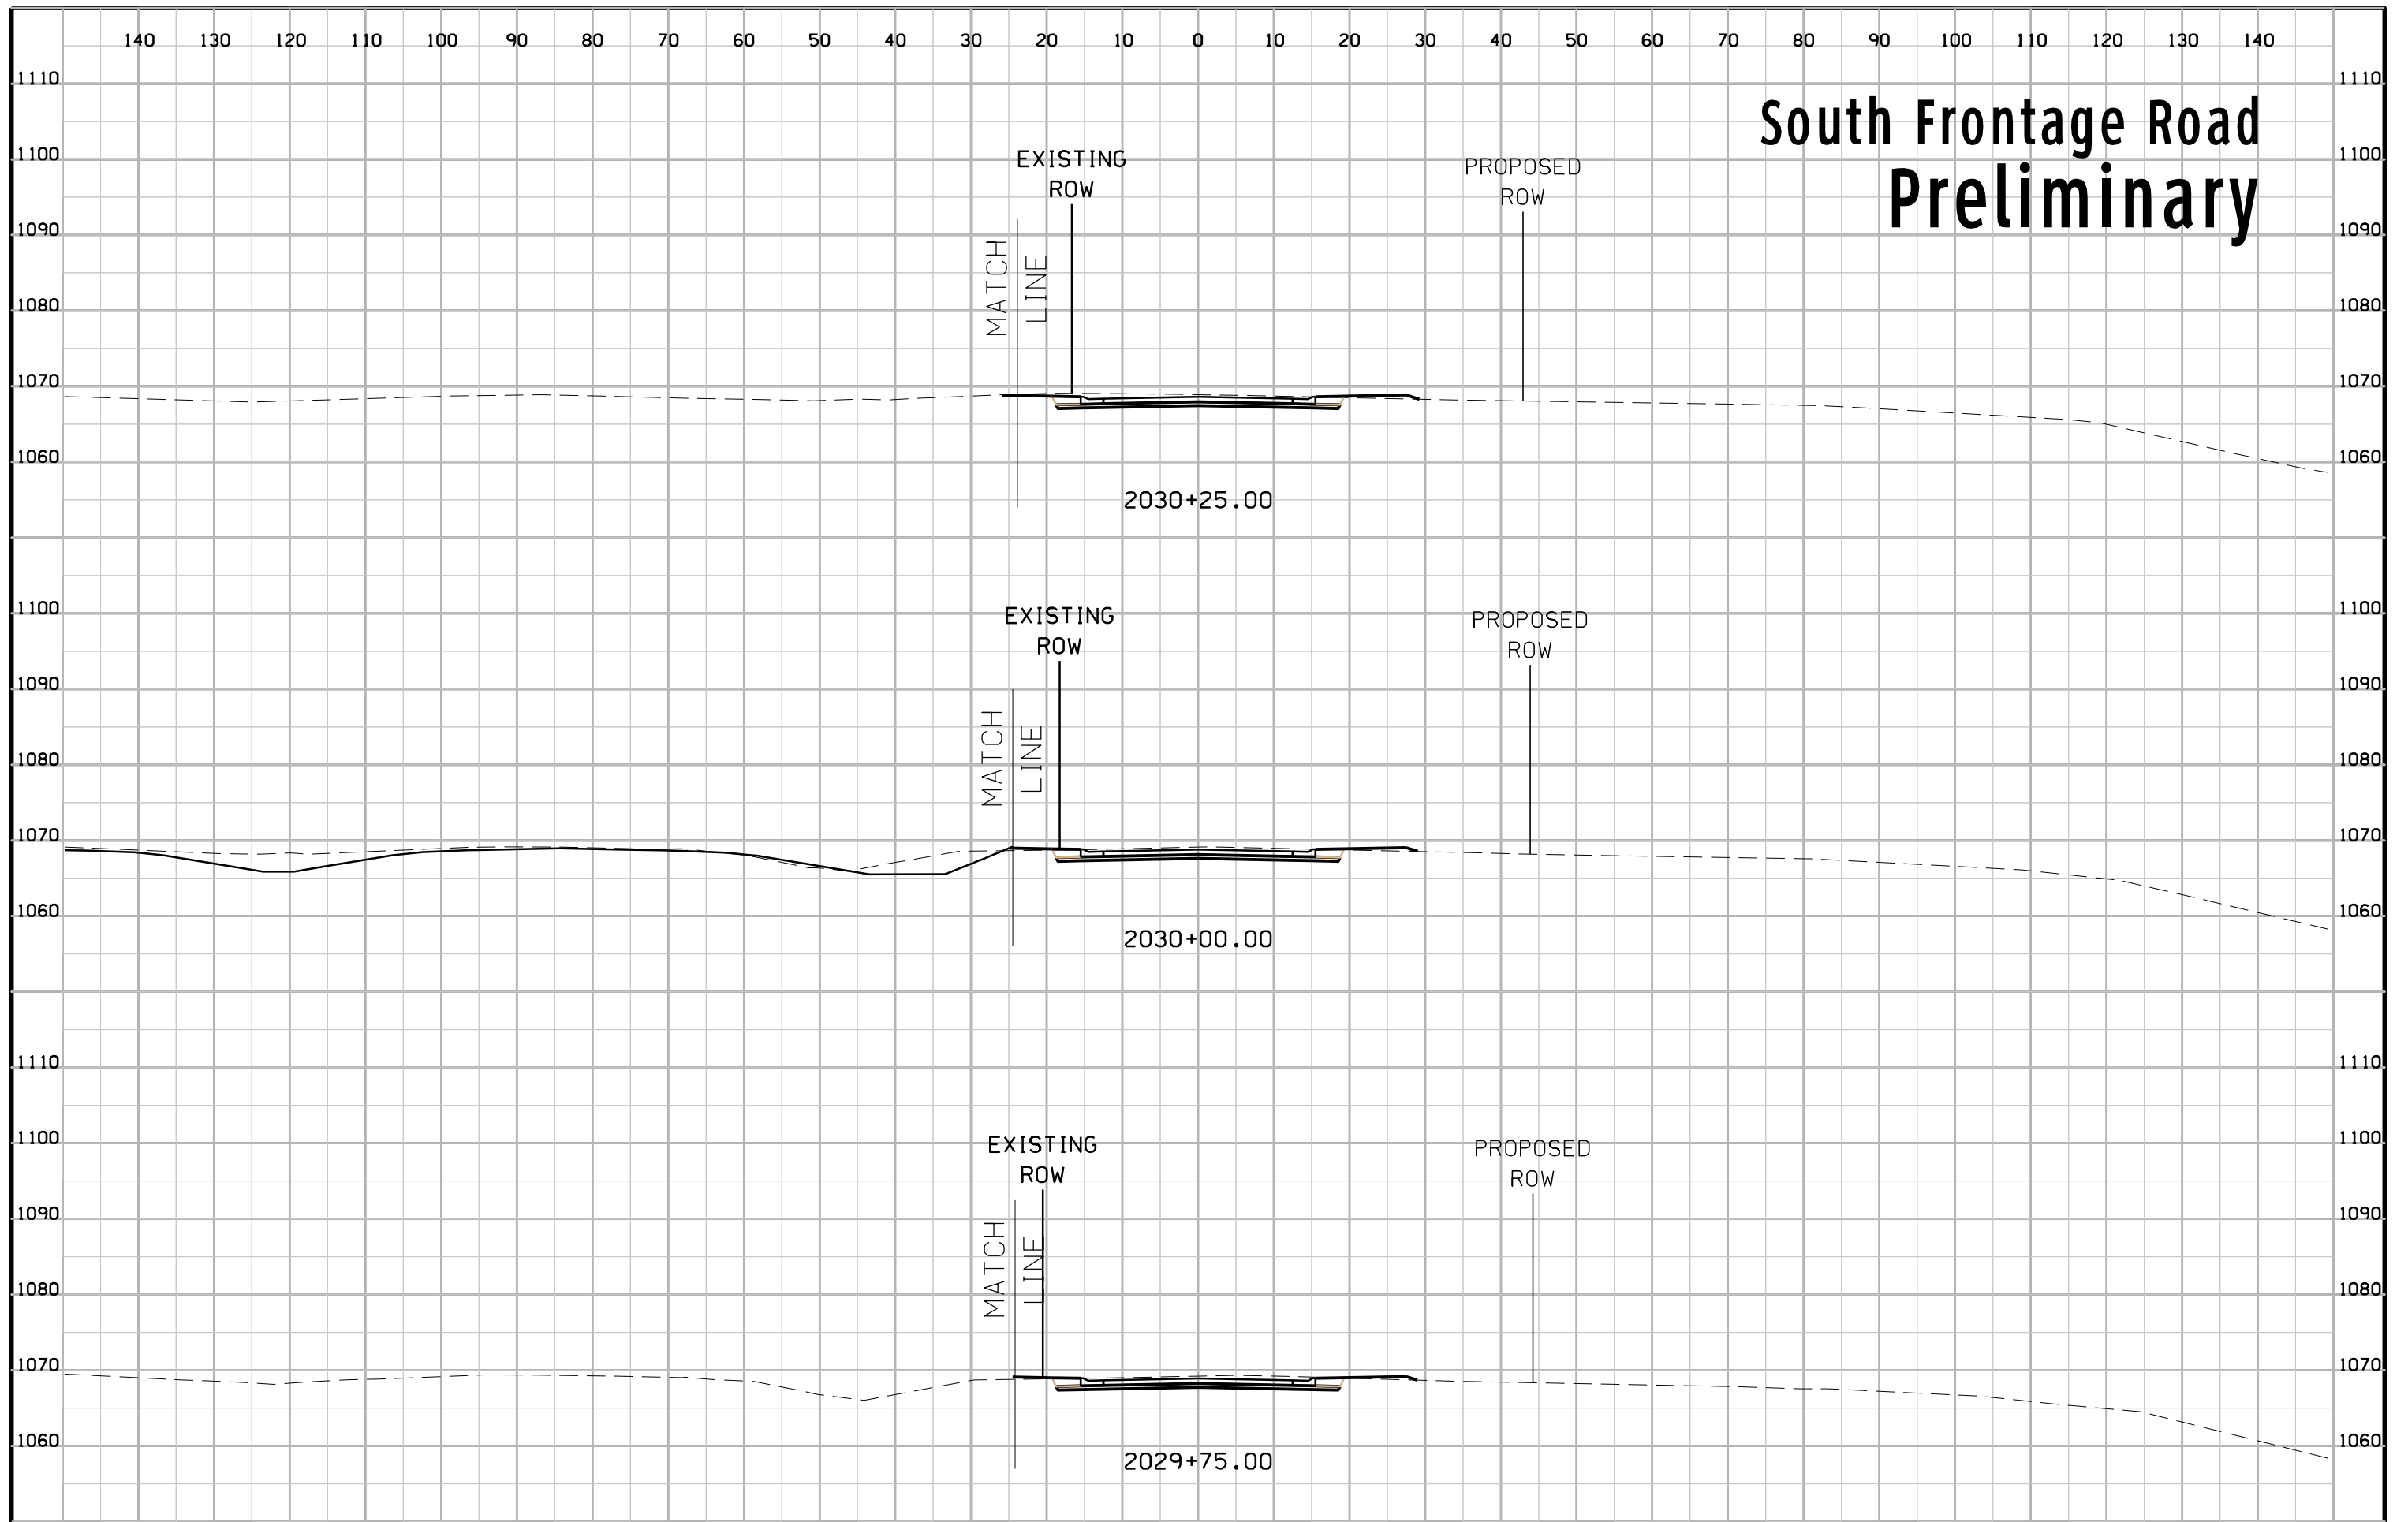 140 130 120 110 100 90 80 70 60 50 40 30 20 10 0 10 20 30 40 50 60 70 80 90 100 110 120 130 140
1110 1110
South Frontage Road
1100 EXISTING PROPOSED 1100
ROW ROW
Preliminary
1090 1090
MATCH
LINE
1080 1080
1070 1070
1060 1060
2030+25.00
1100 EXISTING PROPOSED 1100
ROW ROW
1090 1090
MATCH
LINE
1080 1080
1070 1070
1060 1060
2030+00.00
1110 1110
1100 EXISTING PROPOSED 1100
ROW ROW
1090 1090
MATCH
LINE
1080 1080
1070 1070
1060 1060
2029+75.00